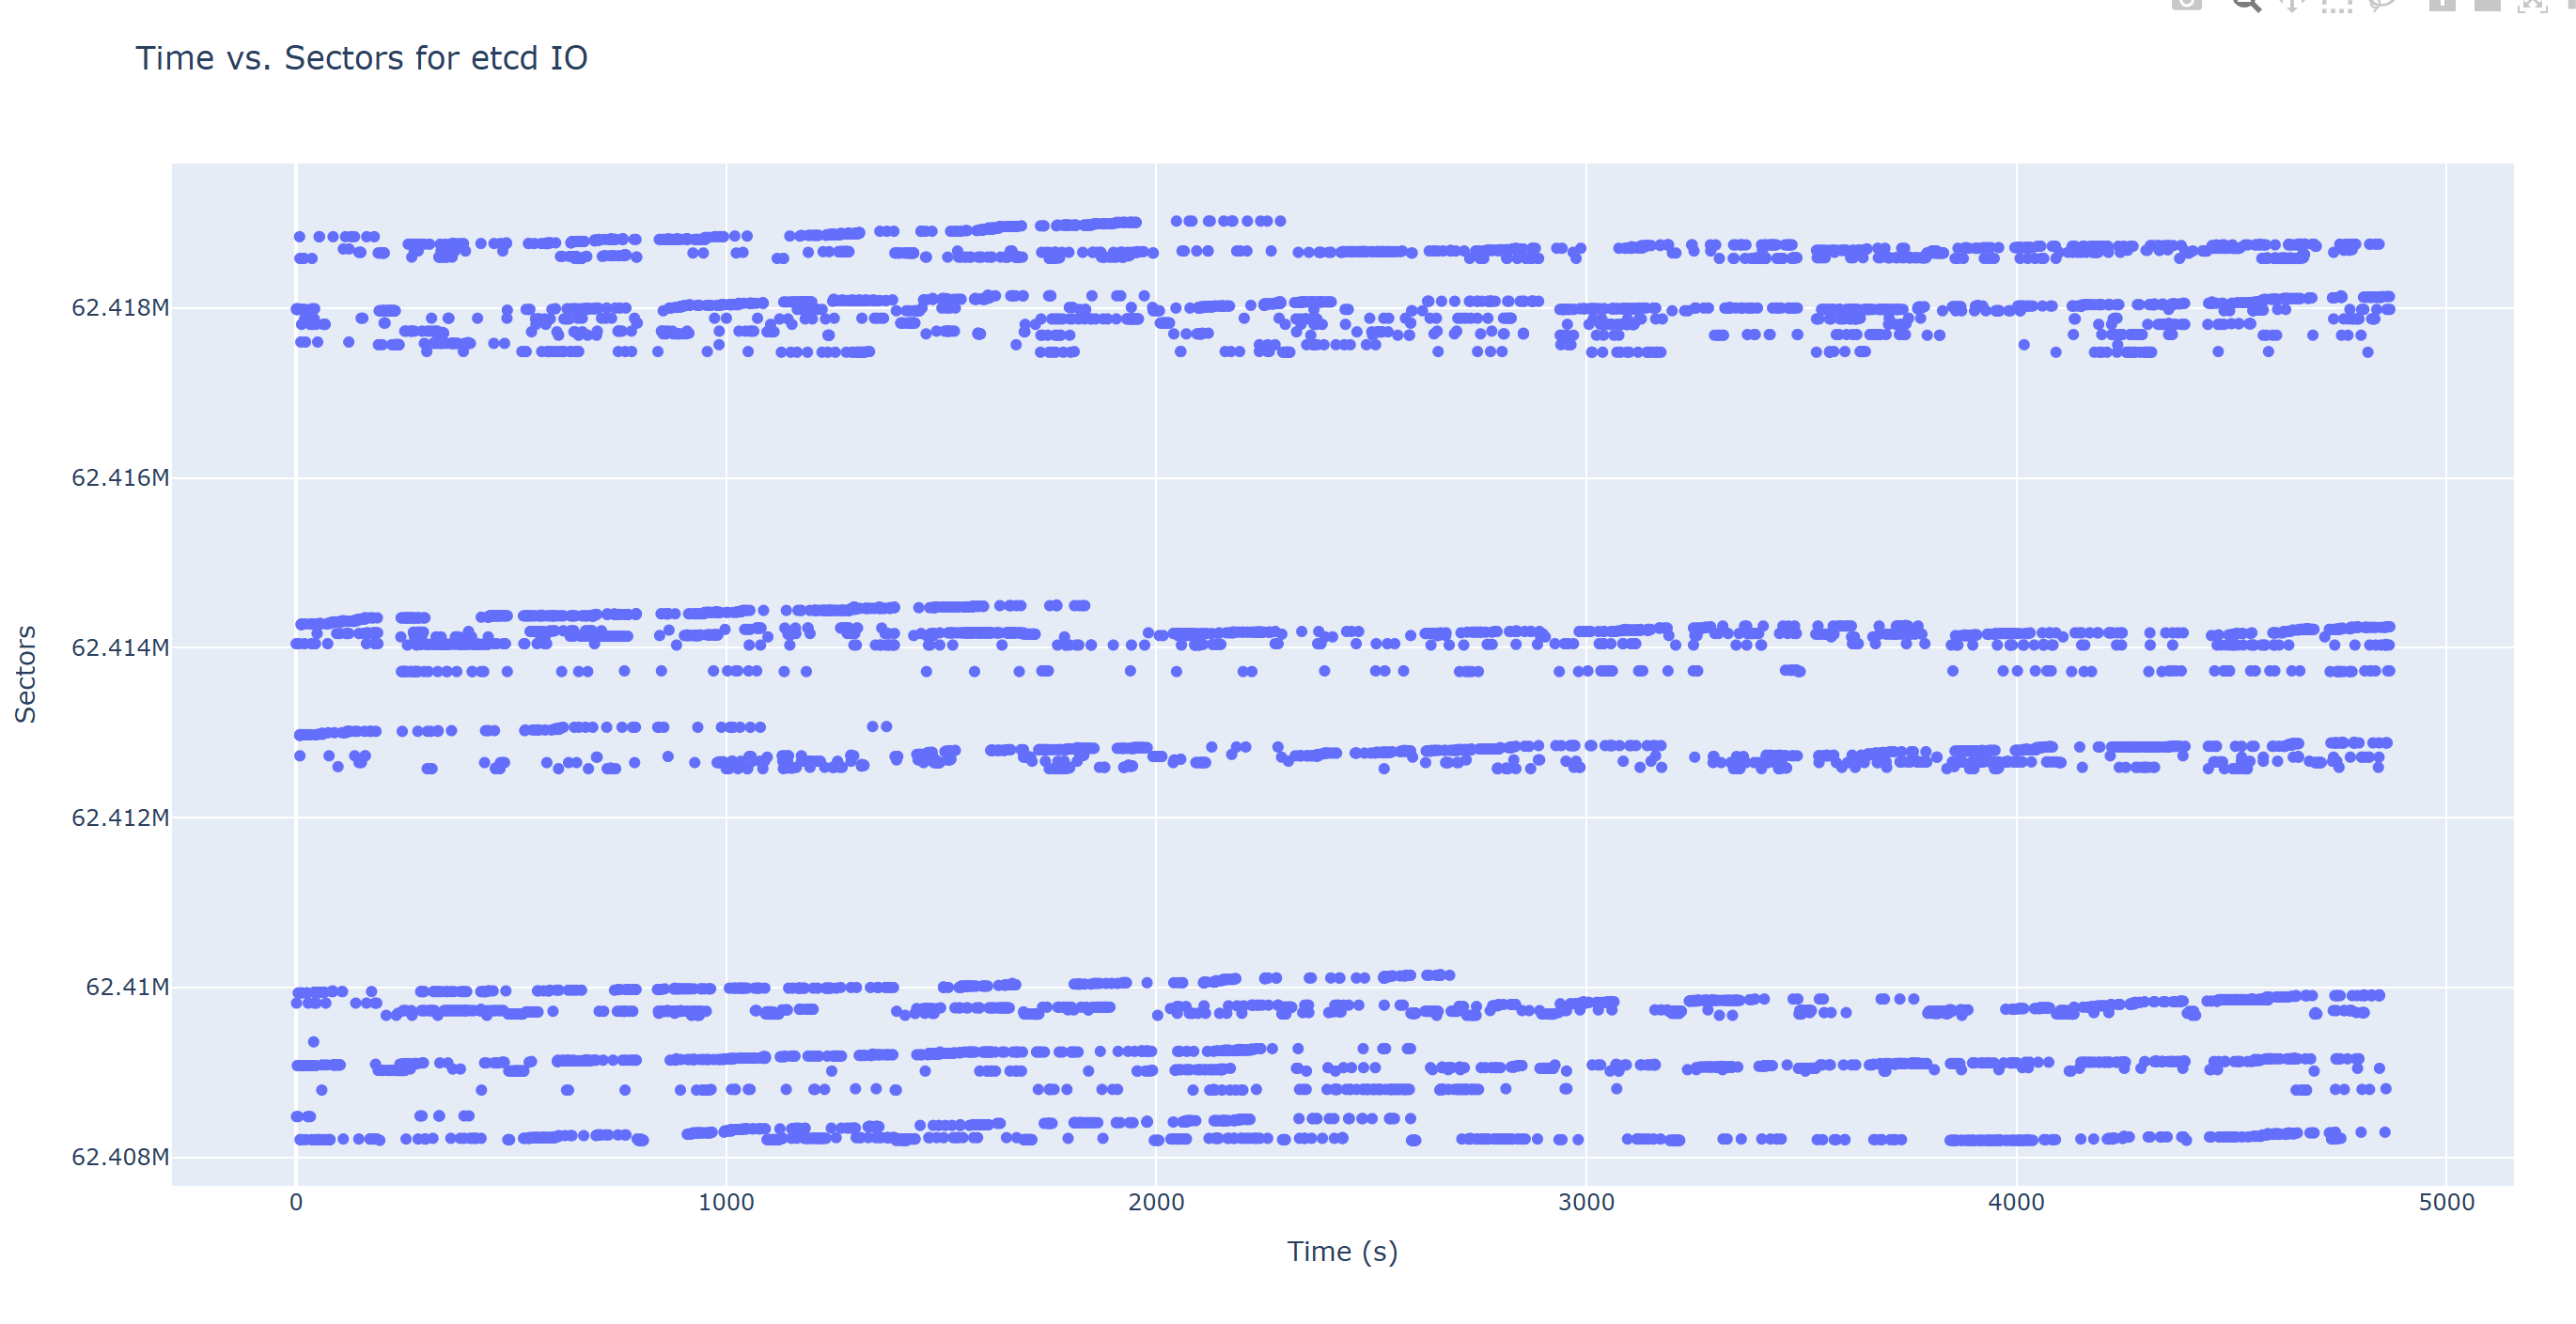 Time vs. Sectors for etcd IO
62.418M
62.416M
62.414M
62.412M
62.41M
62.408M
Sectors
0 1000 2000 3000 4000 5000
Time (s)